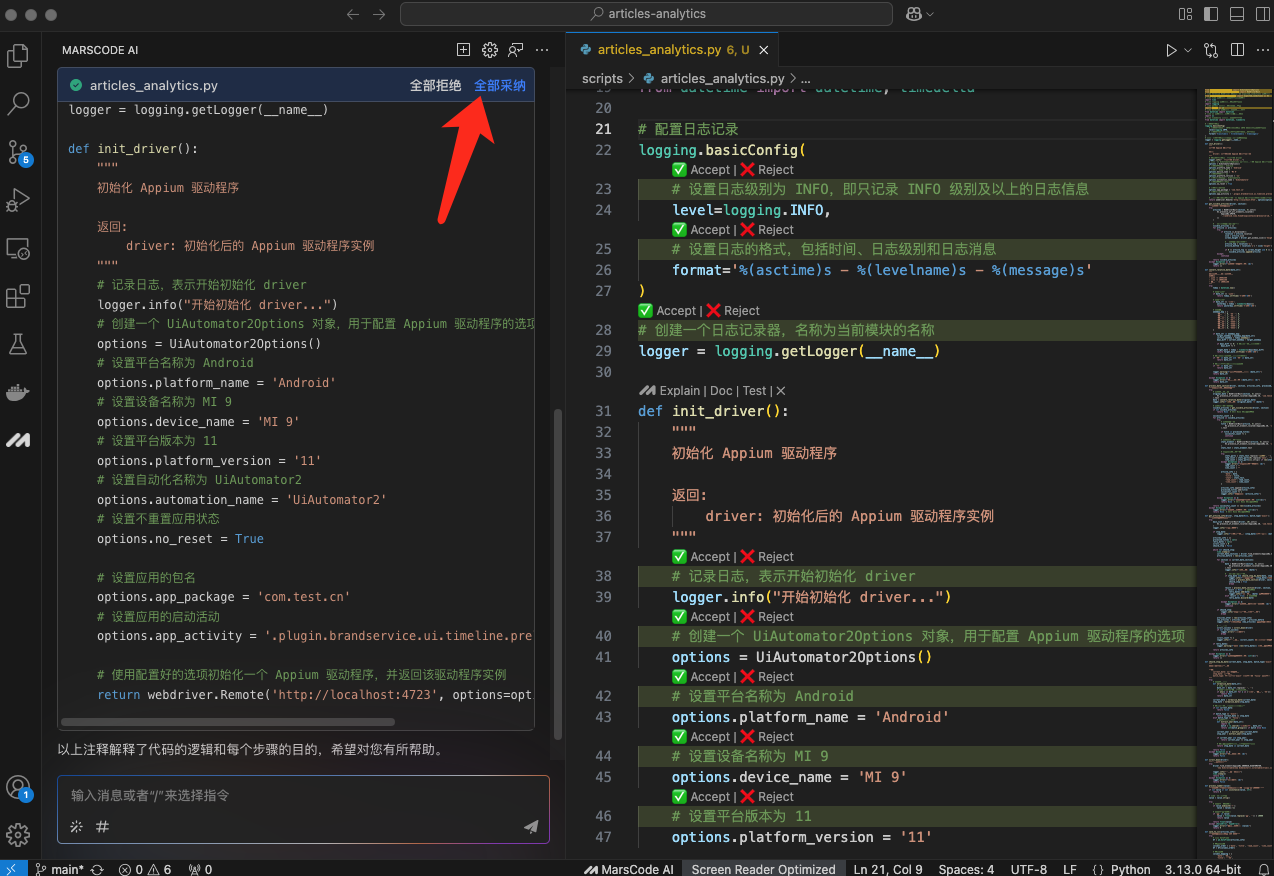 articles-analytics
MARSCODE AI
articles_analytics.py
全部拒绝 全部采纳
logger = logging.getLogger(__name__)
def init_driver():
"""
初始化 Appium 驱动程序
返回:
driver: 初始化后的 Appium 驱动程序实例
"""
# 记录日志，表示开始初始化 driver
logger.info("开始初始化 driver...")
# 创建一个 UiAutomator2Options 对象，用于配置 Appium 驱动程序的选项
options = UiAutomator2Options()
# 设置平台名称为 Android
options.platform_name = 'Android'
# 设置设备名称为 MI 9
options.device_name = 'MI 9'
# 设置平台版本为 11
options.platform_version = '11'
# 设置自动化名称为 UiAutomator2
options.automation_name = 'UiAutomator2'
# 设置不重置应用状态
options.no_reset = True
# 设置应用的包名
options.app_package = 'com.test.cn'
# 设置应用的启动活动
options.app_activity = '.plugin.brandservice.ui.timeline.pre
# 使用配置好的选项初始化一个 Appium 驱动程序，并返回该驱动程序实例
return webdriver.Remote('http://localhost:4723', options=opt
以上注释解释了代码的逻辑和每个步骤的目的，希望对您有所帮助。
输入消息或者“/”来选择指令
5
1
articles_analytics.py 6, U
scripts > articles_analytics.py > ...
19 from datetime import datetime, timedelta
20
21 # 配置日志记录
22 logging.basicConfig(
Accept | Reject
23 # 设置日志级别为 INFO，即只记录 INFO 级别及以上的日志信息
24 level=logging.INFO,
Accept | Reject
25 # 设置日志的格式，包括时间、日志级别和日志消息
26 format='%(asctime)s - %(levelname)s - %(message)s'
27 )
Accept | Reject
28 # 创建一个日志记录器，名称为当前模块的名称
29 logger = logging.getLogger(__name__)
30
Explain | Doc | Test | X
31 def init_driver():
32 """
33 初始化 Appium 驱动程序
34
35 返回:
36 driver: 初始化后的 Appium 驱动程序实例
37 """
Accept | Reject
38 # 记录日志，表示开始初始化 driver
39 logger.info("开始初始化 driver...")
Accept | Reject
40 # 创建一个 UiAutomator2Options 对象，用于配置 Appium 驱动程序的选项
41 options = UiAutomator2Options()
Accept | Reject
42 # 设置平台名称为 Android
43 options.platform_name = 'Android'
Accept | Reject
44 # 设置设备名称为 MI 9
45 options.device_name = 'MI 9'
Accept | Reject
46 # 设置平台版本为 11
47 options.platform_version = '11'
main* 0 6 0 MarsCode AI Screen Reader Optimized Ln 21, Col 9 Spaces: 4 UTF-8 LF {} Python 3.13.0 64-bit